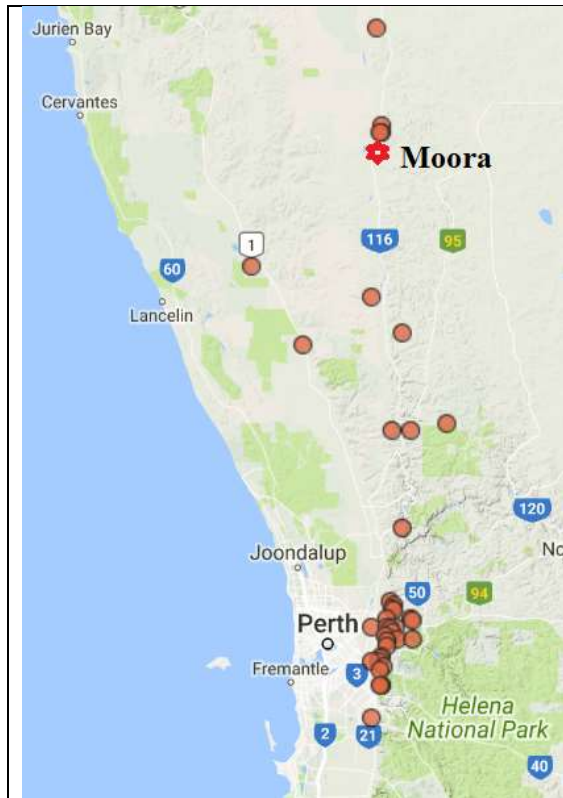 Jurien Bay
Cervantes
Moora
1
116
95
60
Lancelin
120
Joondalup
No
50
94
Perth
3
Fremantle
Helena
National Park
2
21
40